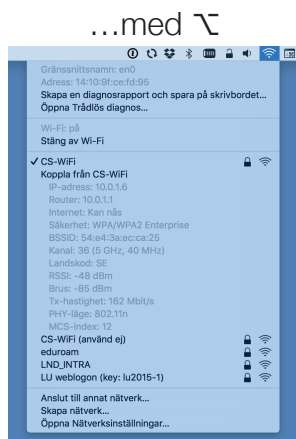 ...med ⌥
Gränssnittsnamn: en0
Adress: 14:10:9f:ce:fd:95
Skapa en diagnosrapport och spara på skrivbordet...
Öppna Trådlös diagnos...
Wi-Fi: på
Stäng av Wi-Fi
✓ CS-WiFi
Koppla från CS-WiFi
IP-adress: 10.0.1.6
Router: 10.0.1.1
Internet: Kan nås
Säkerhet: WPA/WPA2 Enterprise
BSSID: 54:e4:3a:ec:ca:25
Kanal: 36 (5 GHz, 40 MHz)
Landskod: SE
RSSI: -48 dBm
Brus: -85 dBm
Tx-hastighet: 162 Mbit/s
PHY-läge: 802.11n
MCS-index: 12
CS-WiFi (använd ej)
eduroam
LND_INTRA
LU weblogon (key: lu2015-1)
Anslut till annat nätverk...
Skapa nätverk...
Öppna Nätverksinställningar...